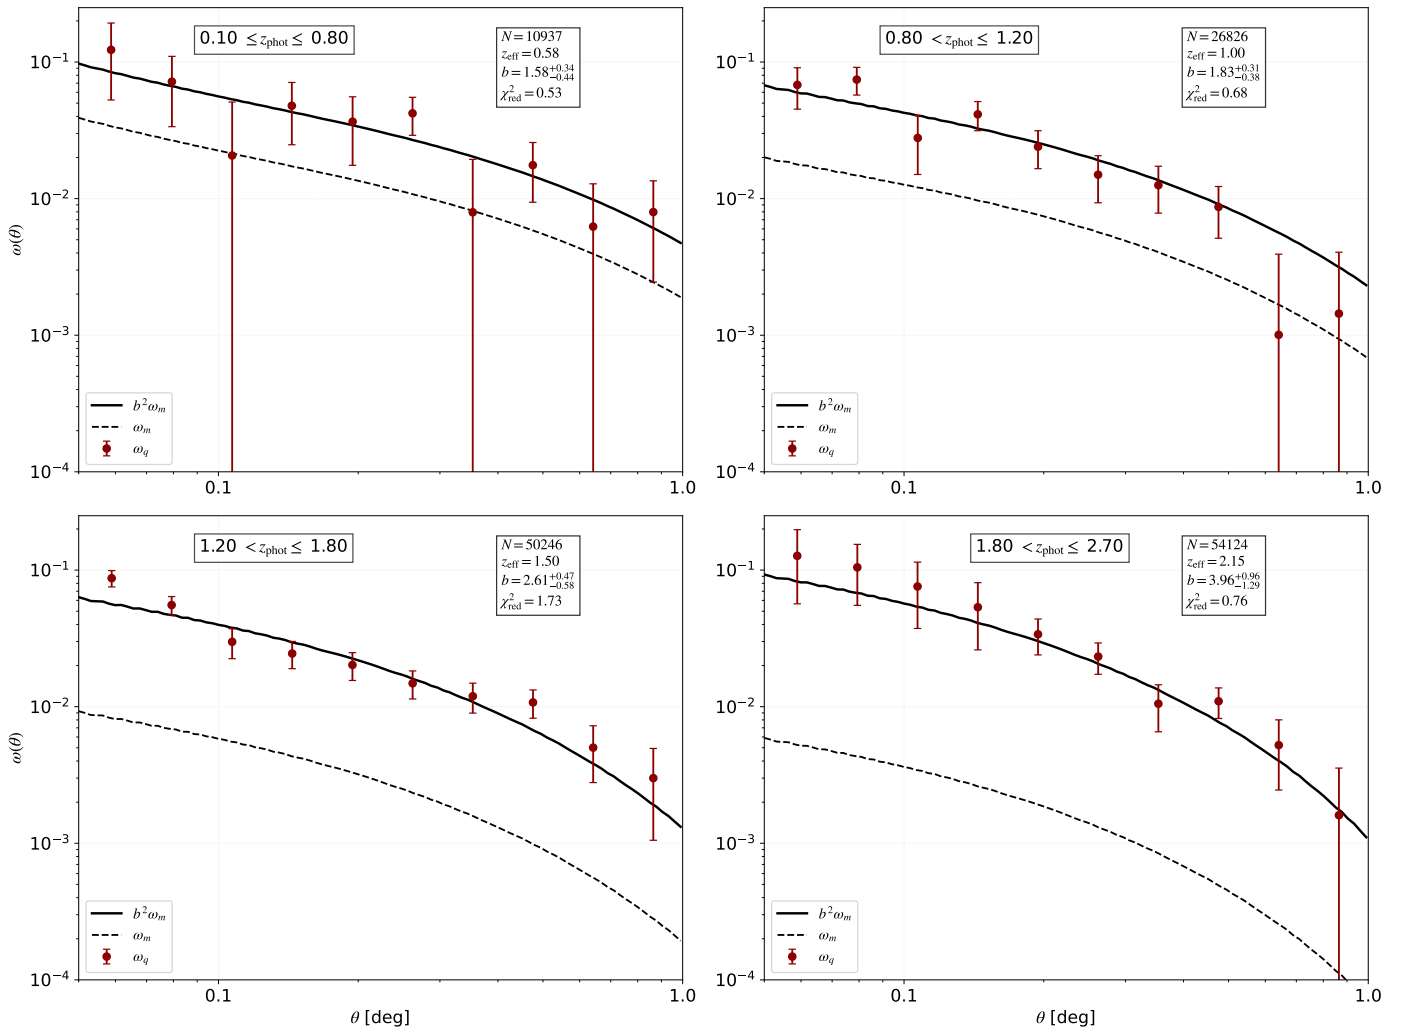 0.10 ≤ z_phot ≤ 0.80
N = 10937
z_eff = 0.58
b = 1.58^{+0.34}_{−0.44}
χ²_red = 0.53
10⁻¹
10⁻²
10⁻³
10⁻⁴
ω(θ)
b²ω_m
ω_m
ω_q
0.1 1.0
0.80 < z_phot ≤ 1.20
N = 26826
z_eff = 1.00
b = 1.83^{+0.31}_{−0.38}
χ²_red = 0.68
10⁻¹
10⁻²
10⁻³
10⁻⁴
b²ω_m
ω_m
ω_q
0.1 1.0
1.20 < z_phot ≤ 1.80
N = 50246
z_eff = 1.50
b = 2.61^{+0.47}_{−0.58}
χ²_red = 1.73
10⁻¹
10⁻²
10⁻³
10⁻⁴
ω(θ)
b²ω_m
ω_m
ω_q
0.1 1.0
θ [deg]
1.80 < z_phot ≤ 2.70
N = 54124
z_eff = 2.15
b = 3.96^{+0.96}_{−1.29}
χ²_red = 0.76
10⁻¹
10⁻²
10⁻³
10⁻⁴
b²ω_m
ω_m
ω_q
0.1 1.0
θ [deg]